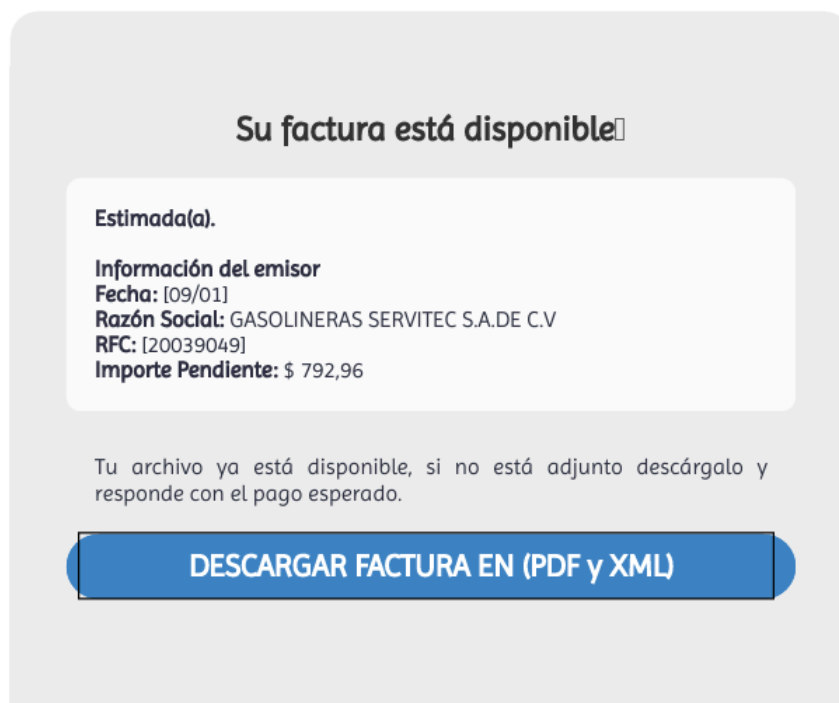 Su factura está disponible▯
Estimada(a).
Información del emisor
Fecha: [09/01]
Razón Social: GASOLINERAS SERVITEC S.A.DE C.V
RFC: [20039049]
Importe Pendiente: $ 792,96
Tu archivo ya está disponible, si no está adjunto descárgalo y
responde con el pago esperado.
DESCARGAR FACTURA EN (PDF y XML)